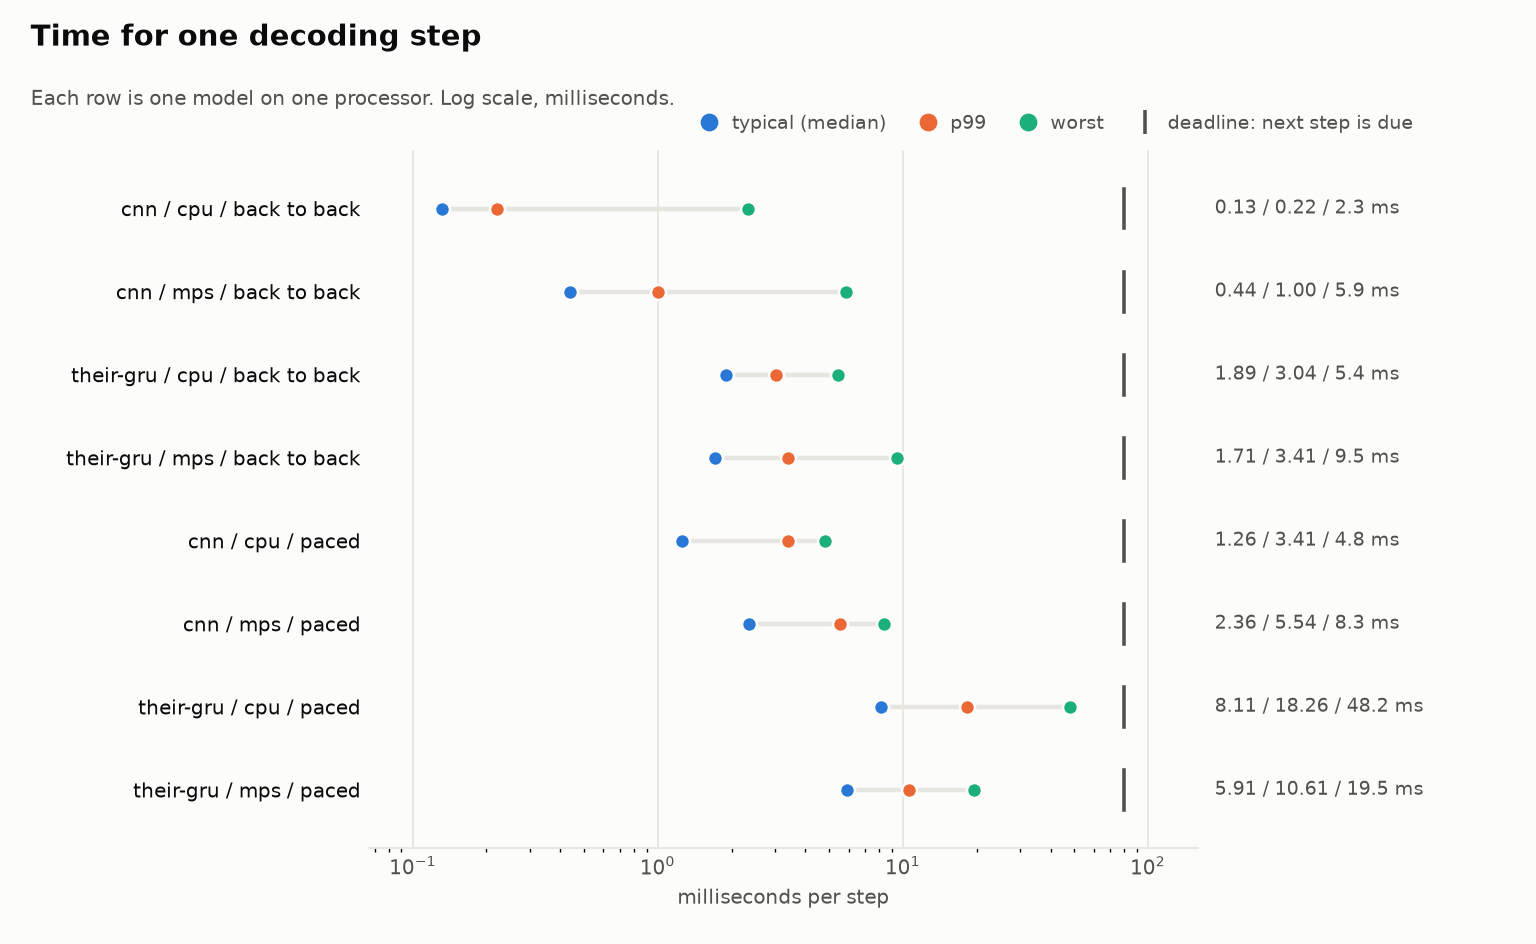 Time for one decoding step
Each row is one model on one processor. Log scale, milliseconds.
typical (median) p99 worst deadline: next step is due
cnn / cpu / back to back 0.13 / 0.22 / 2.3 ms
cnn / mps / back to back 0.44 / 1.00 / 5.9 ms
their-gru / cpu / back to back 1.89 / 3.04 / 5.4 ms
their-gru / mps / back to back 1.71 / 3.41 / 9.5 ms
cnn / cpu / paced 1.26 / 3.41 / 4.8 ms
cnn / mps / paced 2.36 / 5.54 / 8.3 ms
their-gru / cpu / paced 8.11 / 18.26 / 48.2 ms
their-gru / mps / paced 5.91 / 10.61 / 19.5 ms
10⁻¹ 10⁰ 10¹ 10²
milliseconds per step